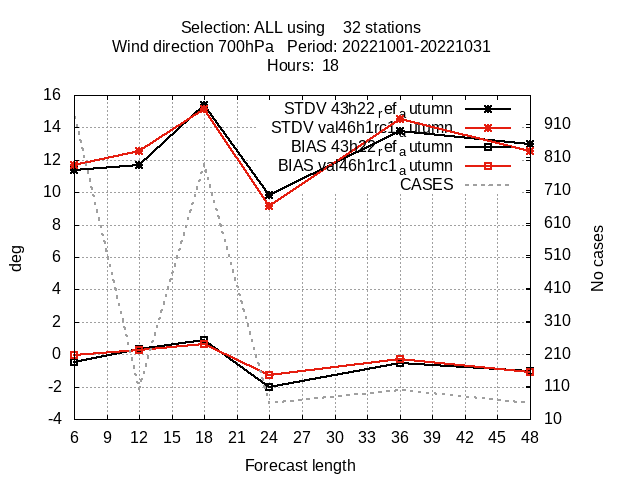 Selection: ALL using    32 stations
Wind direction 700hPa   Period: 20221001-20221031
Hours:  18
STDV 43h22_ref_autumn
STDV val46h1rc1_autumn
BIAS 43h22_ref_autumn
BIAS val46h1rc1_autumn
CASES
deg
No cases
16
14
12
10
8
6
4
2
0
-2
-4
910
810
710
610
510
410
310
210
110
10
6 9 12 15 18 21 24 27 30 33 36 39 42 45 48
Forecast length